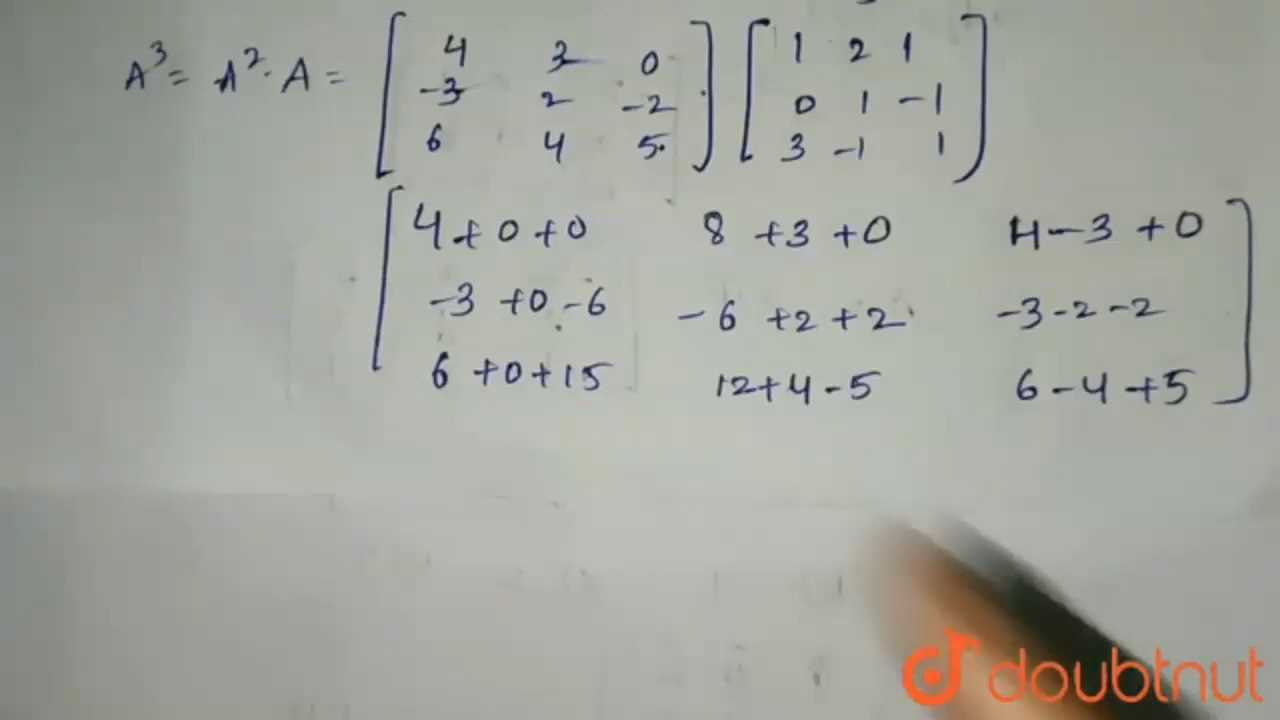 A³ = A² · A = [ 4 3 0 ] [ 1 2 1 ]
-3 2 -2 0 1 -1
6 4 5 3 -1 1
[ 4+0+0 8+3+0 4-3+0 ]
-3+0-6 -6+2+2 -3-2-2
6+0+15 12+4-5 6-4+5
doubtnut